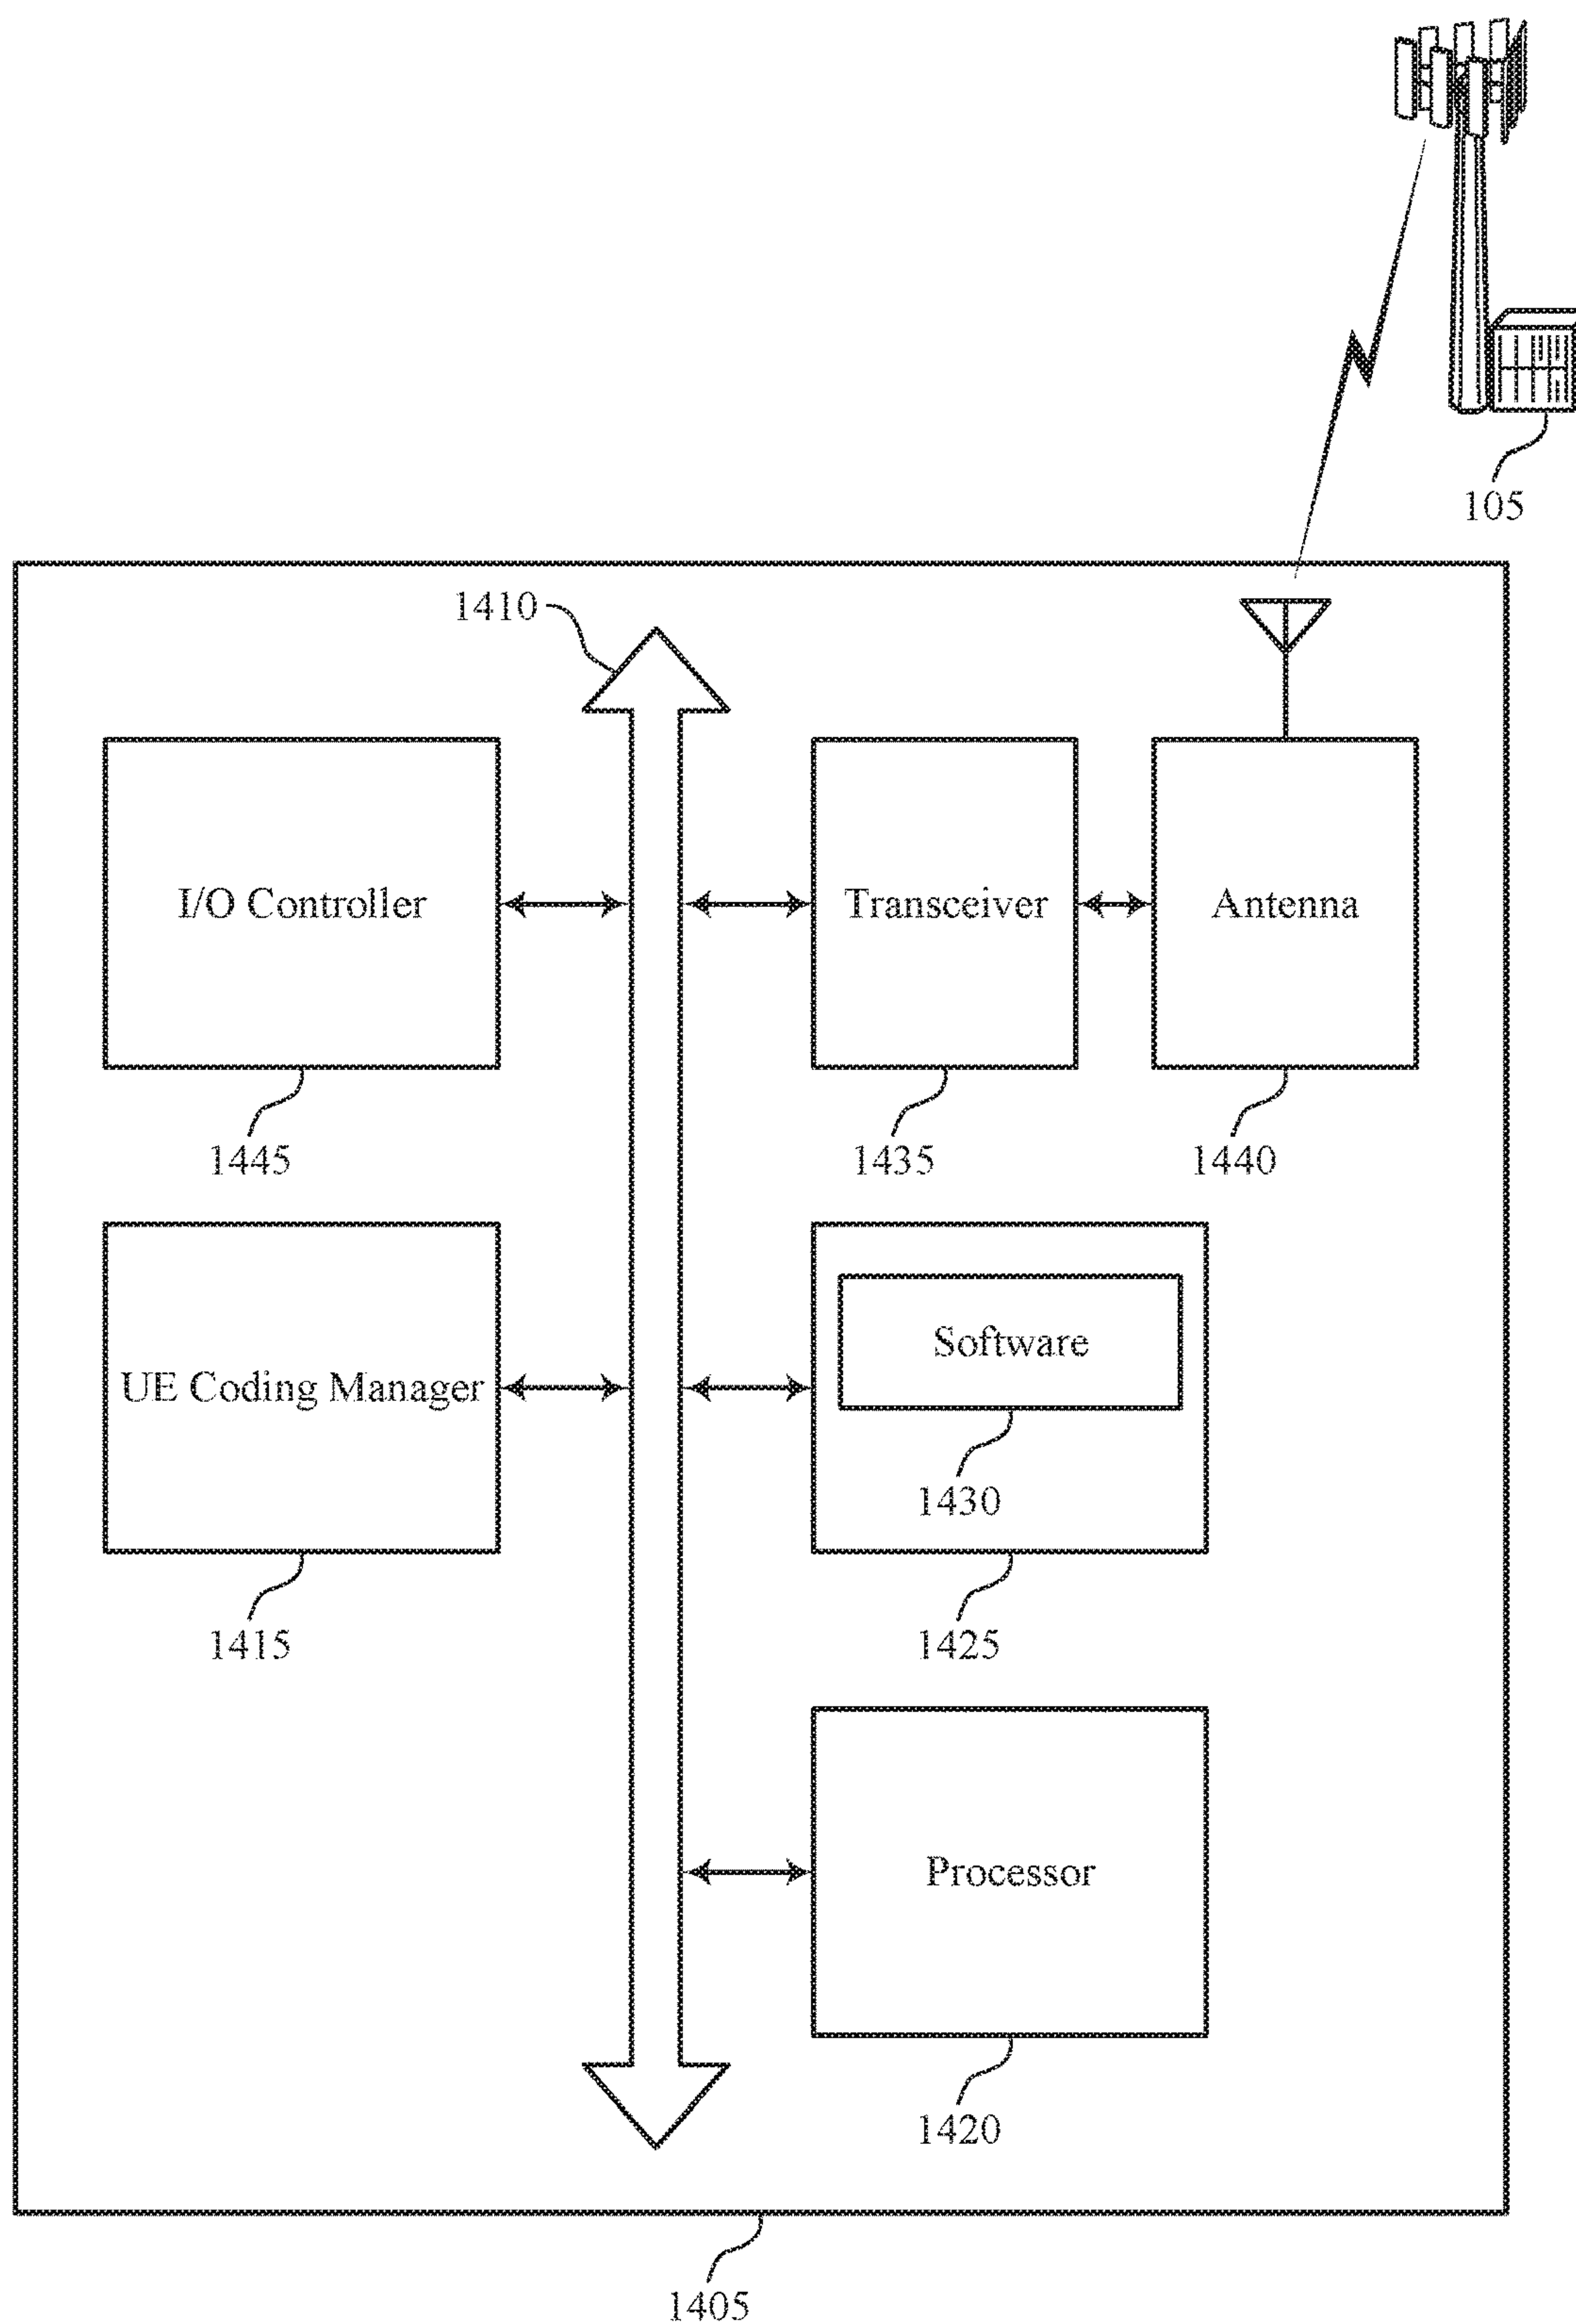 105
1410
I/O Controller
Transceiver
Antenna
1445
1435
1440
Software
UE Coding Manager
1430
1415
1425
Processor
1420
1405